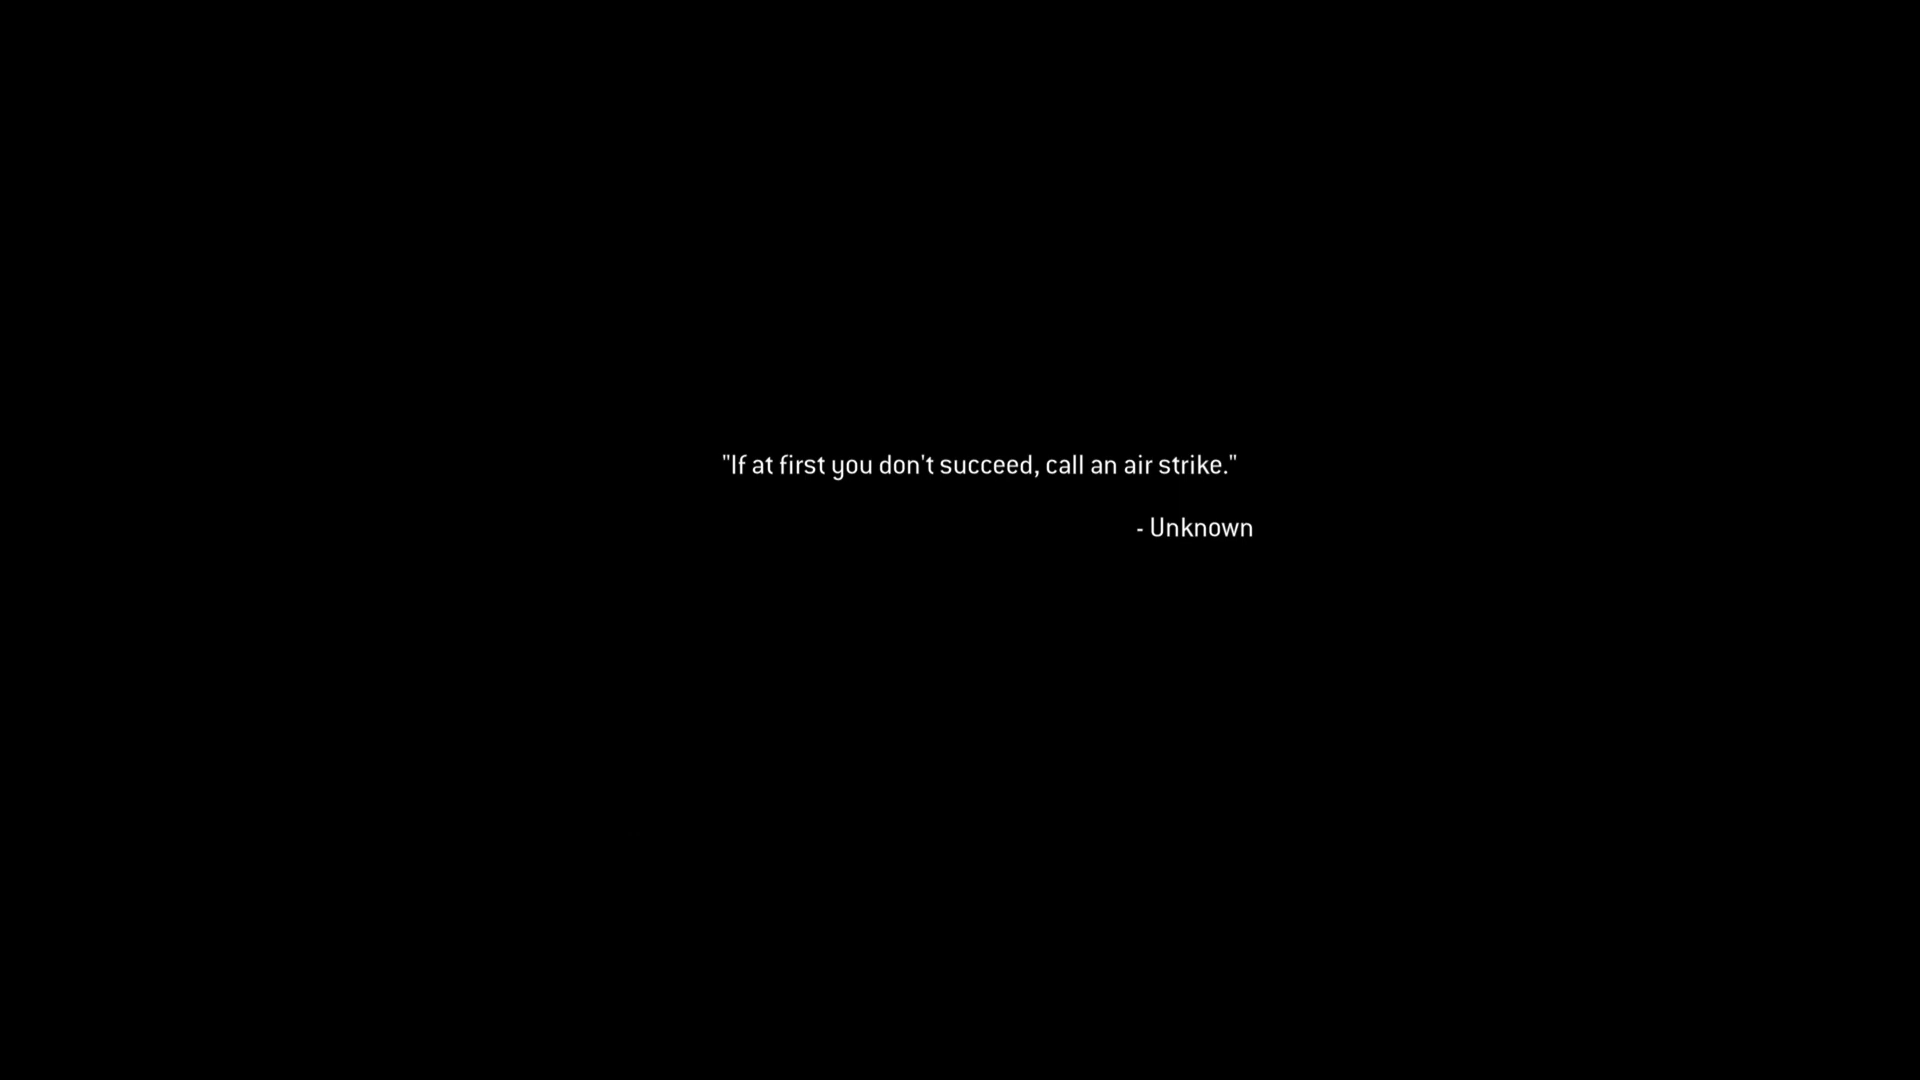 "If at first you don't succeed, call an air strike."
- Unknown